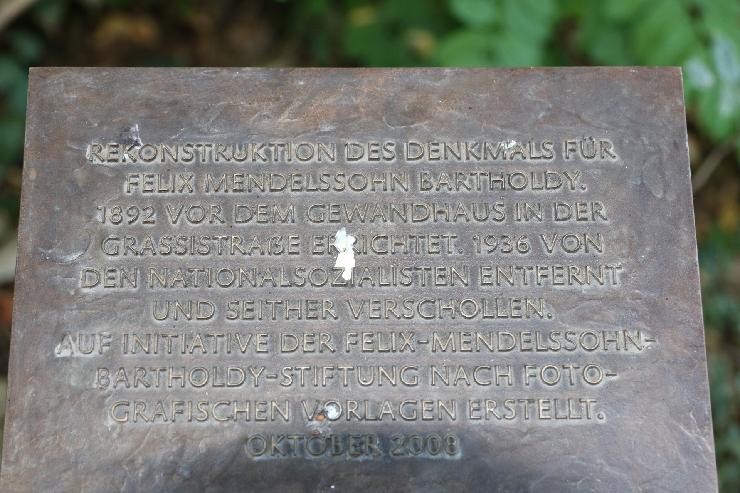 REKONSTRUKTION DES DENKMALS FÜR
FELIX MENDELSSOHN BARTHOLDY.
1892 VOR DEM GEWANDHAUS IN DER
GRASSISTRAẞE ERRICHTET. 1936 VON
DEN NATIONALSOZIALISTEN ENTFERNT
UND SEITHER VERSCHOLLEN.
AUF INITIATIVE DER FELIX-MENDELSSOHN-
BARTHOLDY-STIFTUNG NACH FOTO-
GRAFISCHEN VORLAGEN ERSTELLT.
OKTOBER 2008